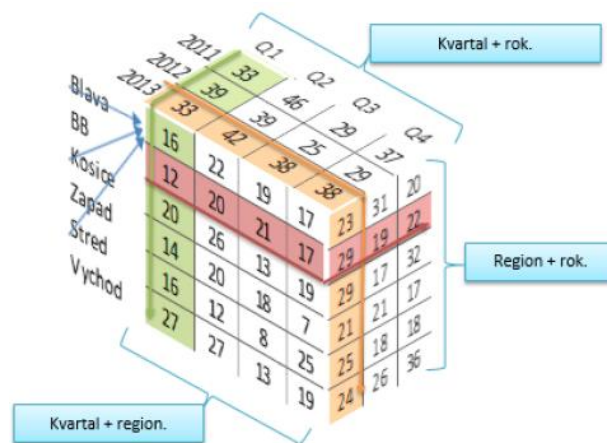 Kvartal + rok.
2011 Q1
2012 33 Q2
2013 39 46 Q3
33 39 29 Q4
42 25 37
38 29
38
Blava
BB
Kosice
Zapad
Stred
Vychod
16 22 19 17 23 31 20
12 20 21 17 29 19 22
20 26 13 19 29 17 32
14 20 18 7 21 21 17
16 12 8 25 25 18 18
27 27 13 19 24 26 36
Region + rok.
Kvartal + region.